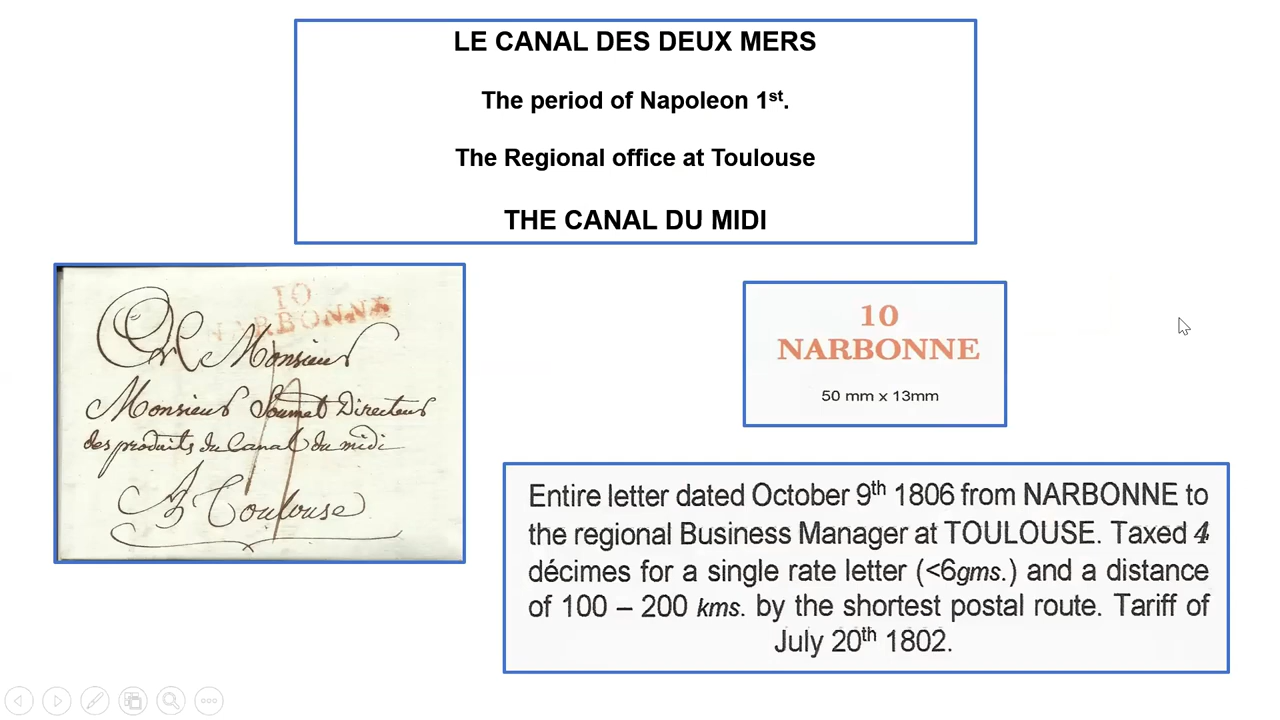 LE CANAL DES DEUX MERS
The period of Napoleon 1st.
The Regional office at Toulouse
THE CANAL DU MIDI
10
NARBONNE
Monsieur
Monsieur Soumet Directeur
des produits du Canal du midi
A Toulouse
10
NARBONNE
50 mm x 13mm
Entire letter dated October 9th 1806 from NARBONNE to
the regional Business Manager at TOULOUSE. Taxed 4
décimes for a single rate letter (<6gms.) and a distance
of 100 – 200 kms. by the shortest postal route. Tariff of
July 20th 1802.